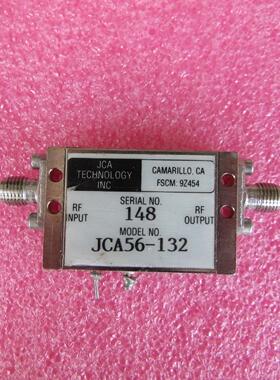 JCA
TECHNOLOGY
INC
CAMARILLO, CA
FSCM: 9Z454
SERIAL NO.
148
RF
INPUT
RF
OUTPUT
MODEL NO.
JCA56-132